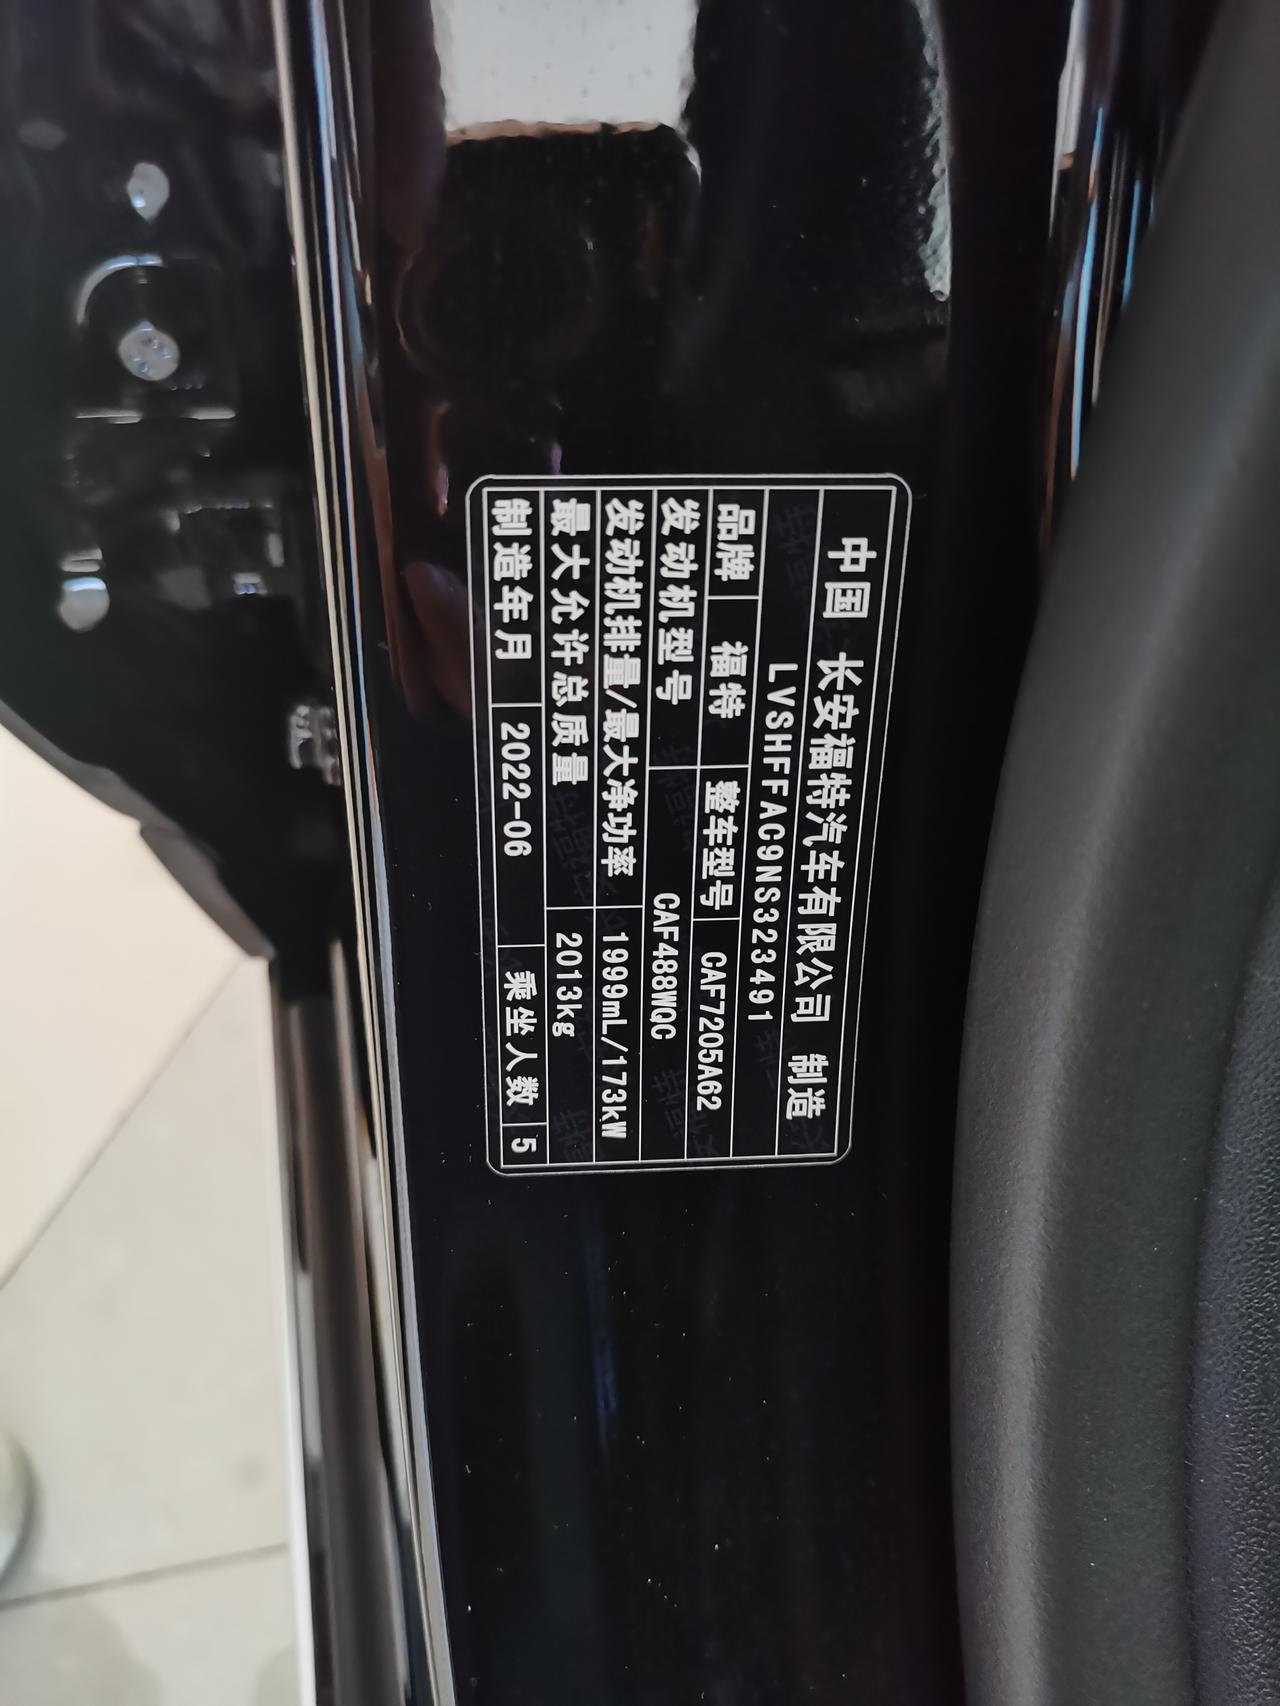 中国 长安福特汽车有限公司 制造
LVSHFFAC9NS323491
品牌 福特 整车型号 CAF7205A62
发动机型号 CAF488WQC
发动机排量/最大净功率 1999mL/173kW
最大允许总质量 2013kg
制造年月 2022-06 乘坐人数 5